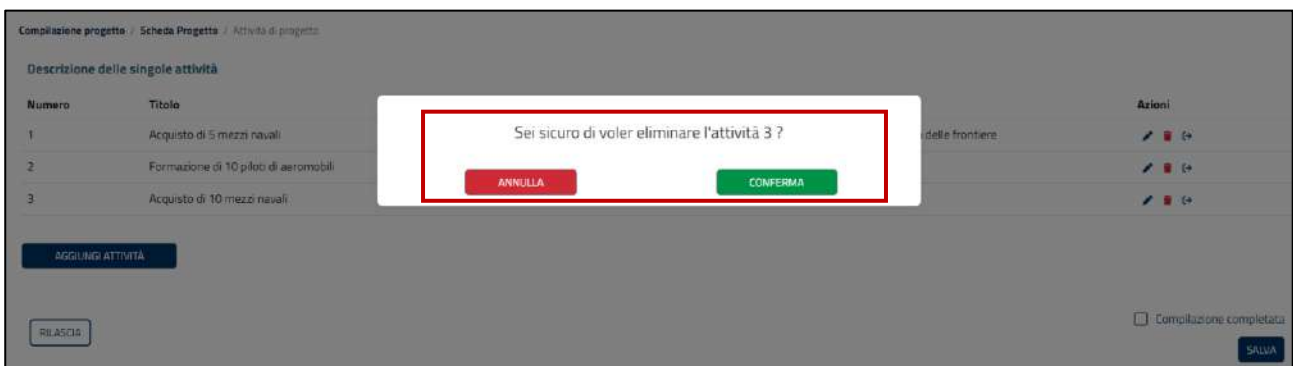 Compilazione progetto / Scheda Progetto / Attività di progetto
Descrizione delle singole attività
Numero Titolo Azioni
Sei sicuro di voler eliminare l'attività 3 ?
1 Acquisto di 5 mezzi navali delle frontiere
2 Formazione di 10 piloti di aeromobili
ANNULLA CONFERMA
3 Acquisto di 10 mezzi navali
AGGIUNGI ATTIVITÀ
Compilazione completata
RILASCIA
SALVA